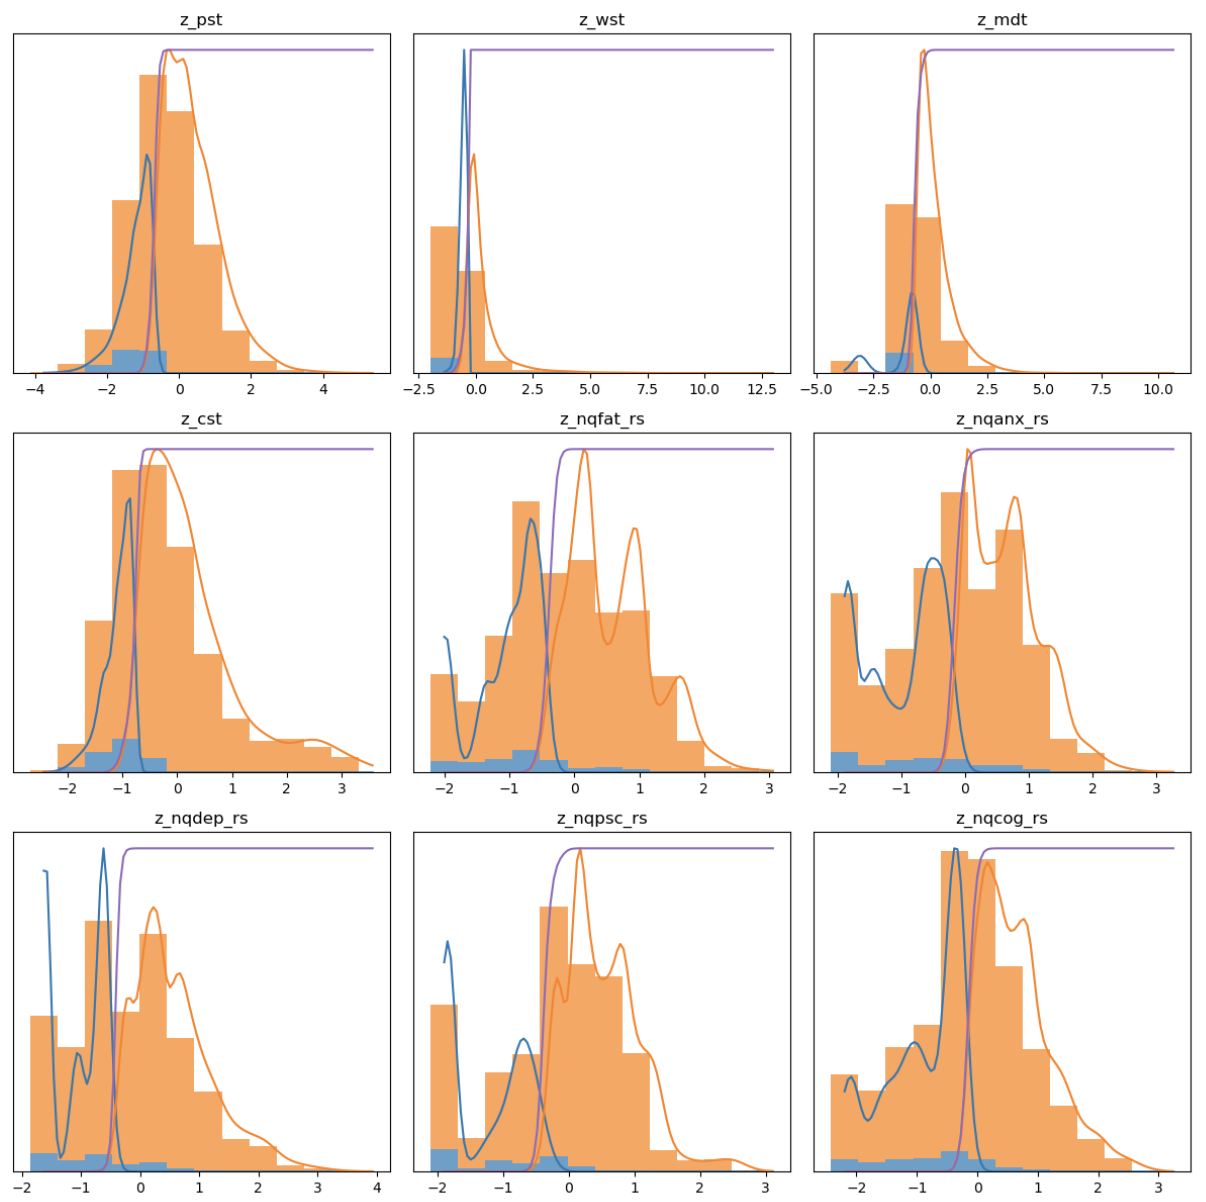 z_pst
z_wst
z_mdt
−4 −2 0 2 4
−2.5 0.0 2.5 5.0 7.5 10.0 12.5
−5.0 −2.5 0.0 2.5 5.0 7.5 10.0
z_cst
z_nqfat_rs
z_nqanx_rs
−2 −1 0 1 2 3
−2 −1 0 1 2 3
−2 −1 0 1 2 3
z_nqdep_rs
z_nqpsc_rs
z_nqcog_rs
−2 −1 0 1 2 3 4
−2 −1 0 1 2 3
−2 −1 0 1 2 3